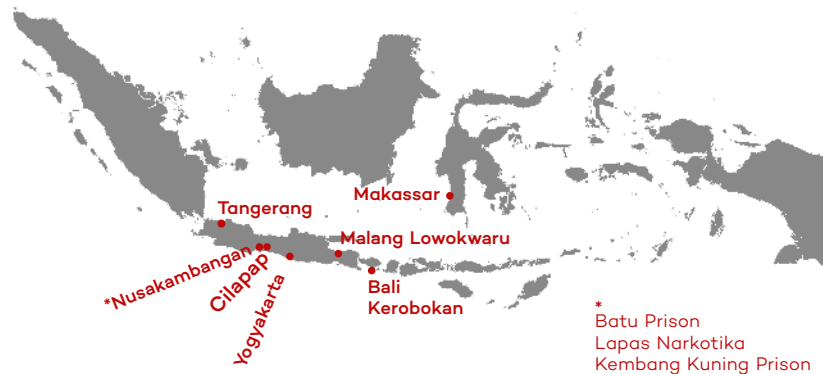 Makassar
Tangerang
Malang Lowokwaru
*Nusakambangan
Cilapap
Yogyakarta
Bali
Kerobokan
*
Batu Prison
Lapas Narkotika
Kembang Kuning Prison